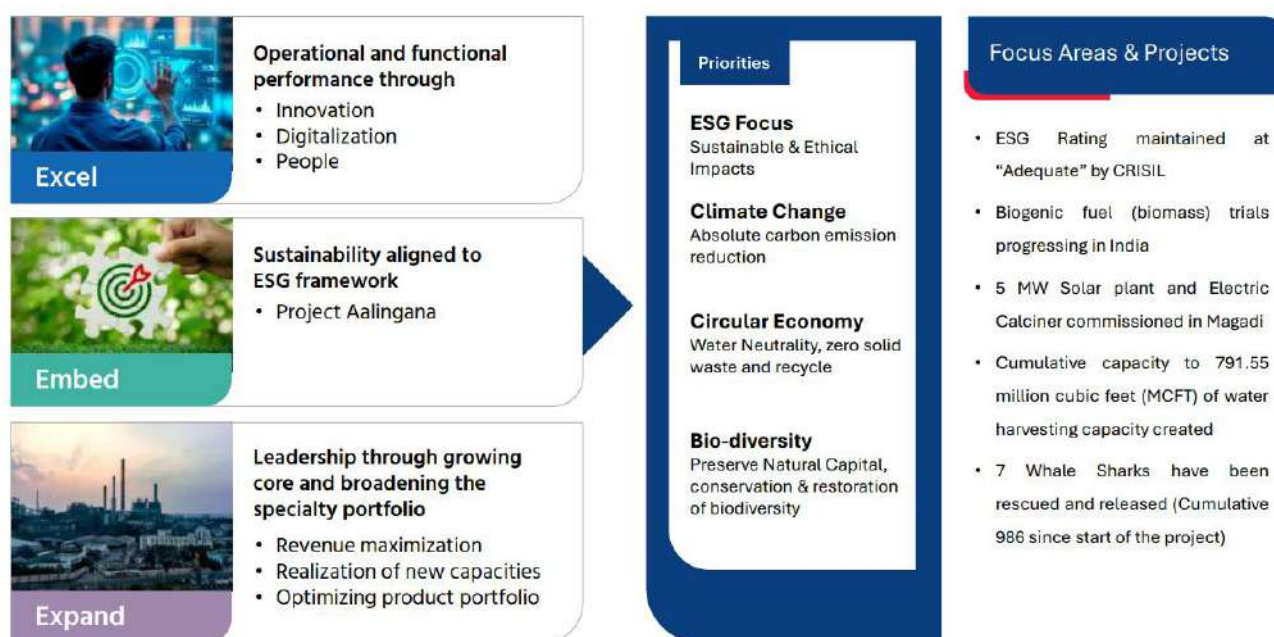 Excel
Operational and functional
performance through
• Innovation
• Digitalization
• People
Embed
Sustainability aligned to
ESG framework
• Project Aalingana
Expand
Leadership through growing
core and broadening the
specialty portfolio
• Revenue maximization
• Realization of new capacities
• Optimizing product portfolio
Priorities
ESG Focus
Sustainable & Ethical
Impacts
Climate Change
Absolute carbon emission
reduction
Circular Economy
Water Neutrality, zero solid
waste and recycle
Bio-diversity
Preserve Natural Capital,
conservation & restoration
of biodiversity
Focus Areas & Projects
• ESG Rating maintained at
“Adequate” by CRISIL
• Biogenic fuel (biomass) trials
progressing in India
• 5 MW Solar plant and Electric
Calciner commissioned in Magadi
• Cumulative capacity to 791.55
million cubic feet (MCFT) of water
harvesting capacity created
• 7 Whale Sharks have been
rescued and released (Cumulative
986 since start of the project)